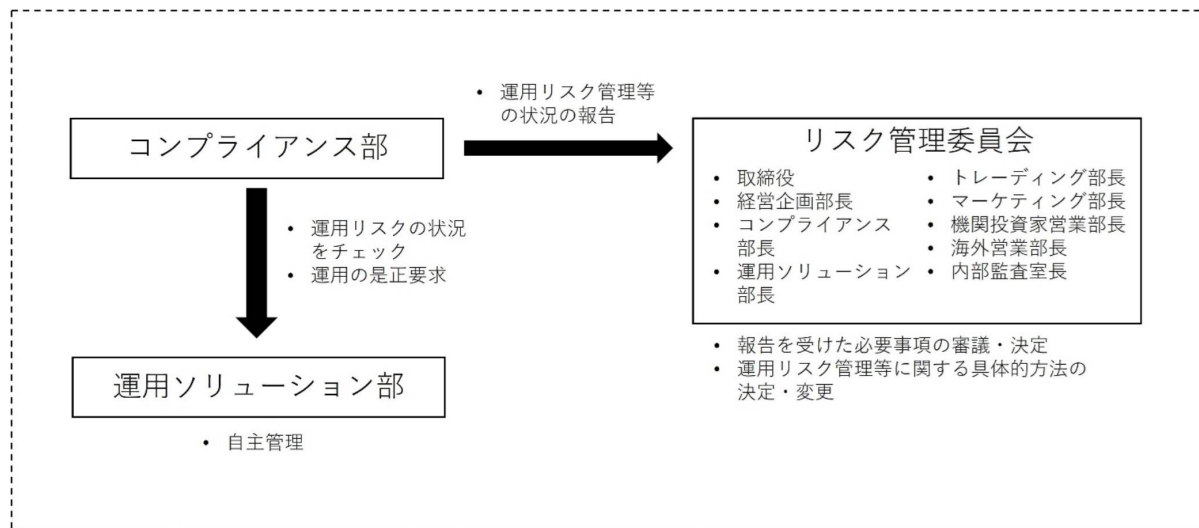 コンプライアンス部
• 運用リスク管理等
の状況の報告
• 運用リスクの状況
をチェック
• 運用の是正要求
運用ソリューション部
• 自主管理
リスク管理委員会
• 取締役
• 経営企画部長
• コンプライアンス
部長
• 運用ソリューション
部長
• トレーディング部長
• マーケティング部長
• 機関投資家営業部長
• 海外営業部長
• 内部監査室長
• 報告を受けた必要事項の審議・決定
• 運用リスク管理等に関する具体的方法の
決定・変更